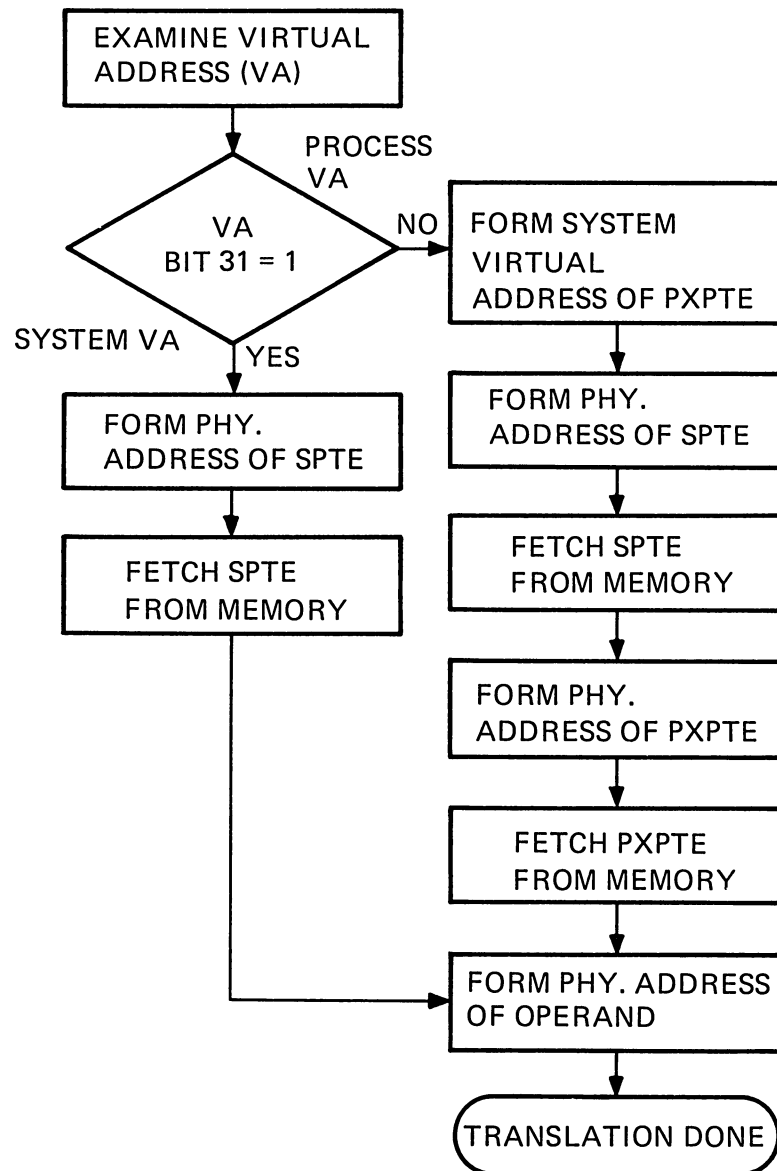 EXAMINE VIRTUAL
ADDRESS (VA)
PROCESS
VA
VA
BIT 31 = 1
NO
SYSTEM VA
YES
FORM PHY.
ADDRESS OF SPTE
FETCH SPTE
FROM MEMORY
FORM SYSTEM
VIRTUAL
ADDRESS OF PXPTE
FORM PHY.
ADDRESS OF SPTE
FETCH SPTE
FROM MEMORY
FORM PHY.
ADDRESS OF PXPTE
FETCH PXPTE
FROM MEMORY
FORM PHY. ADDRESS
OF OPERAND
TRANSLATION DONE